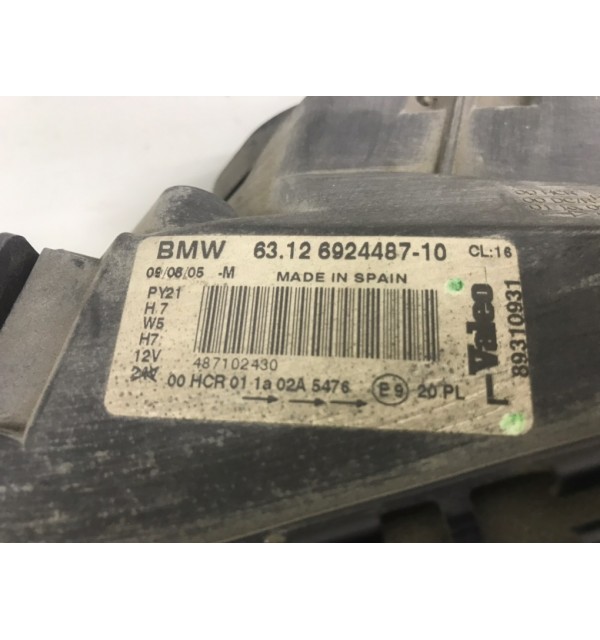 BMW 63.12 6924487-10 CL:16
09/06/05 -M MADE IN SPAIN
PY21
H7
W5
H7
12V
24V
487102430
00 HCR 01 1a 02A 5476 E9 20 PL
L Valeo
89310931